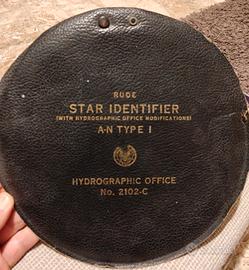 RUDE
STAR IDENTIFIER
(WITH HYDROGRAPHIC OFFICE MODIFICATIONS)
A-N TYPE I
HYDROGRAPHIC OFFICE
No. 2102-C